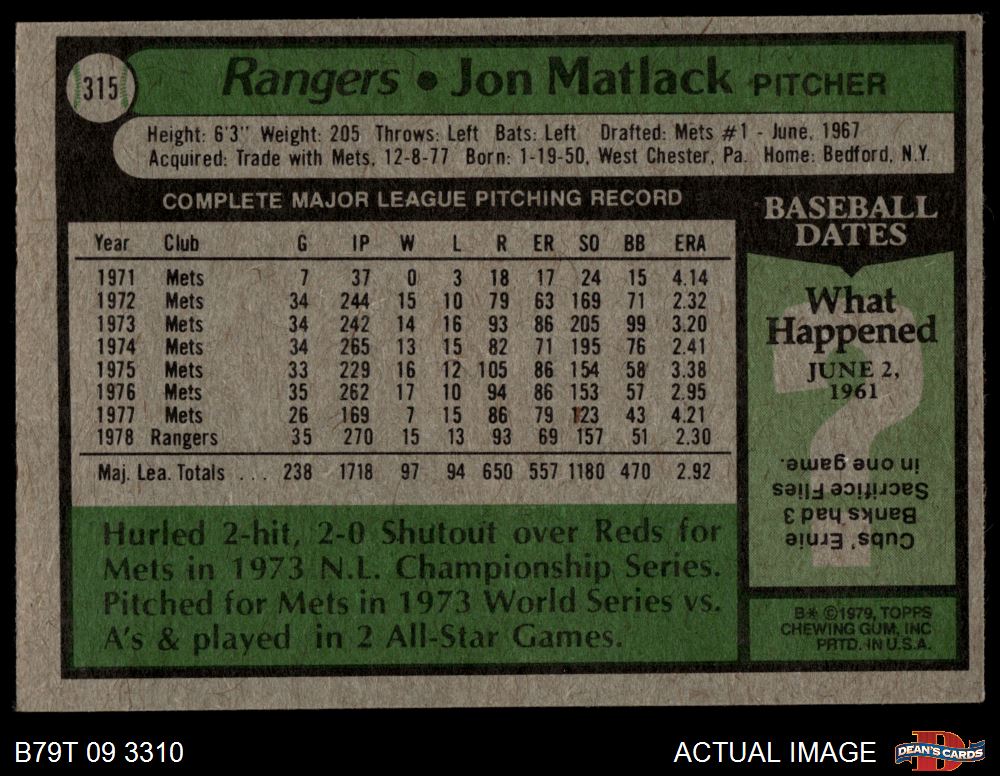 315
Rangers • Jon Matlack PITCHER
Height: 6'3" Weight: 205 Throws: Left Bats: Left Drafted: Mets #1 - June, 1967
Acquired: Trade with Mets, 12-8-77 Born: 1-19-50, West Chester, Pa. Home: Bedford, N.Y.
COMPLETE MAJOR LEAGUE PITCHING RECORD
Year Club G IP W L R ER SO BB ERA
1971 Mets 7 37 0 3 18 17 24 15 4.14
1972 Mets 34 244 15 10 79 63 169 71 2.32
1973 Mets 34 242 14 16 93 86 205 99 3.20
1974 Mets 34 265 13 15 82 71 195 76 2.41
1975 Mets 33 229 16 12 105 86 154 58 3.38
1976 Mets 35 262 17 10 94 86 153 57 2.95
1977 Mets 26 169 7 15 86 79 123 43 4.21
1978 Rangers 35 270 15 13 93 69 157 51 2.30
Maj. Lea. Totals . . . 238 1718 97 94 650 557 1180 470 2.92
Hurled 2-hit, 2-0 Shutout over Reds for
Mets in 1973 N.L. Championship Series.
Pitched for Mets in 1973 World Series vs.
A's & played in 2 All-Star Games.
BASEBALL
DATES
What
Happened
JUNE 2,
1961
?
Cubs' Ernie
Banks had 3
Sacrifice Flies
in one game.
B* ©1979, TOPPS
CHEWING GUM, INC
PRTD. IN U.S.A.
B79T 09 3310
ACTUAL IMAGE
DEAN'S CARDS